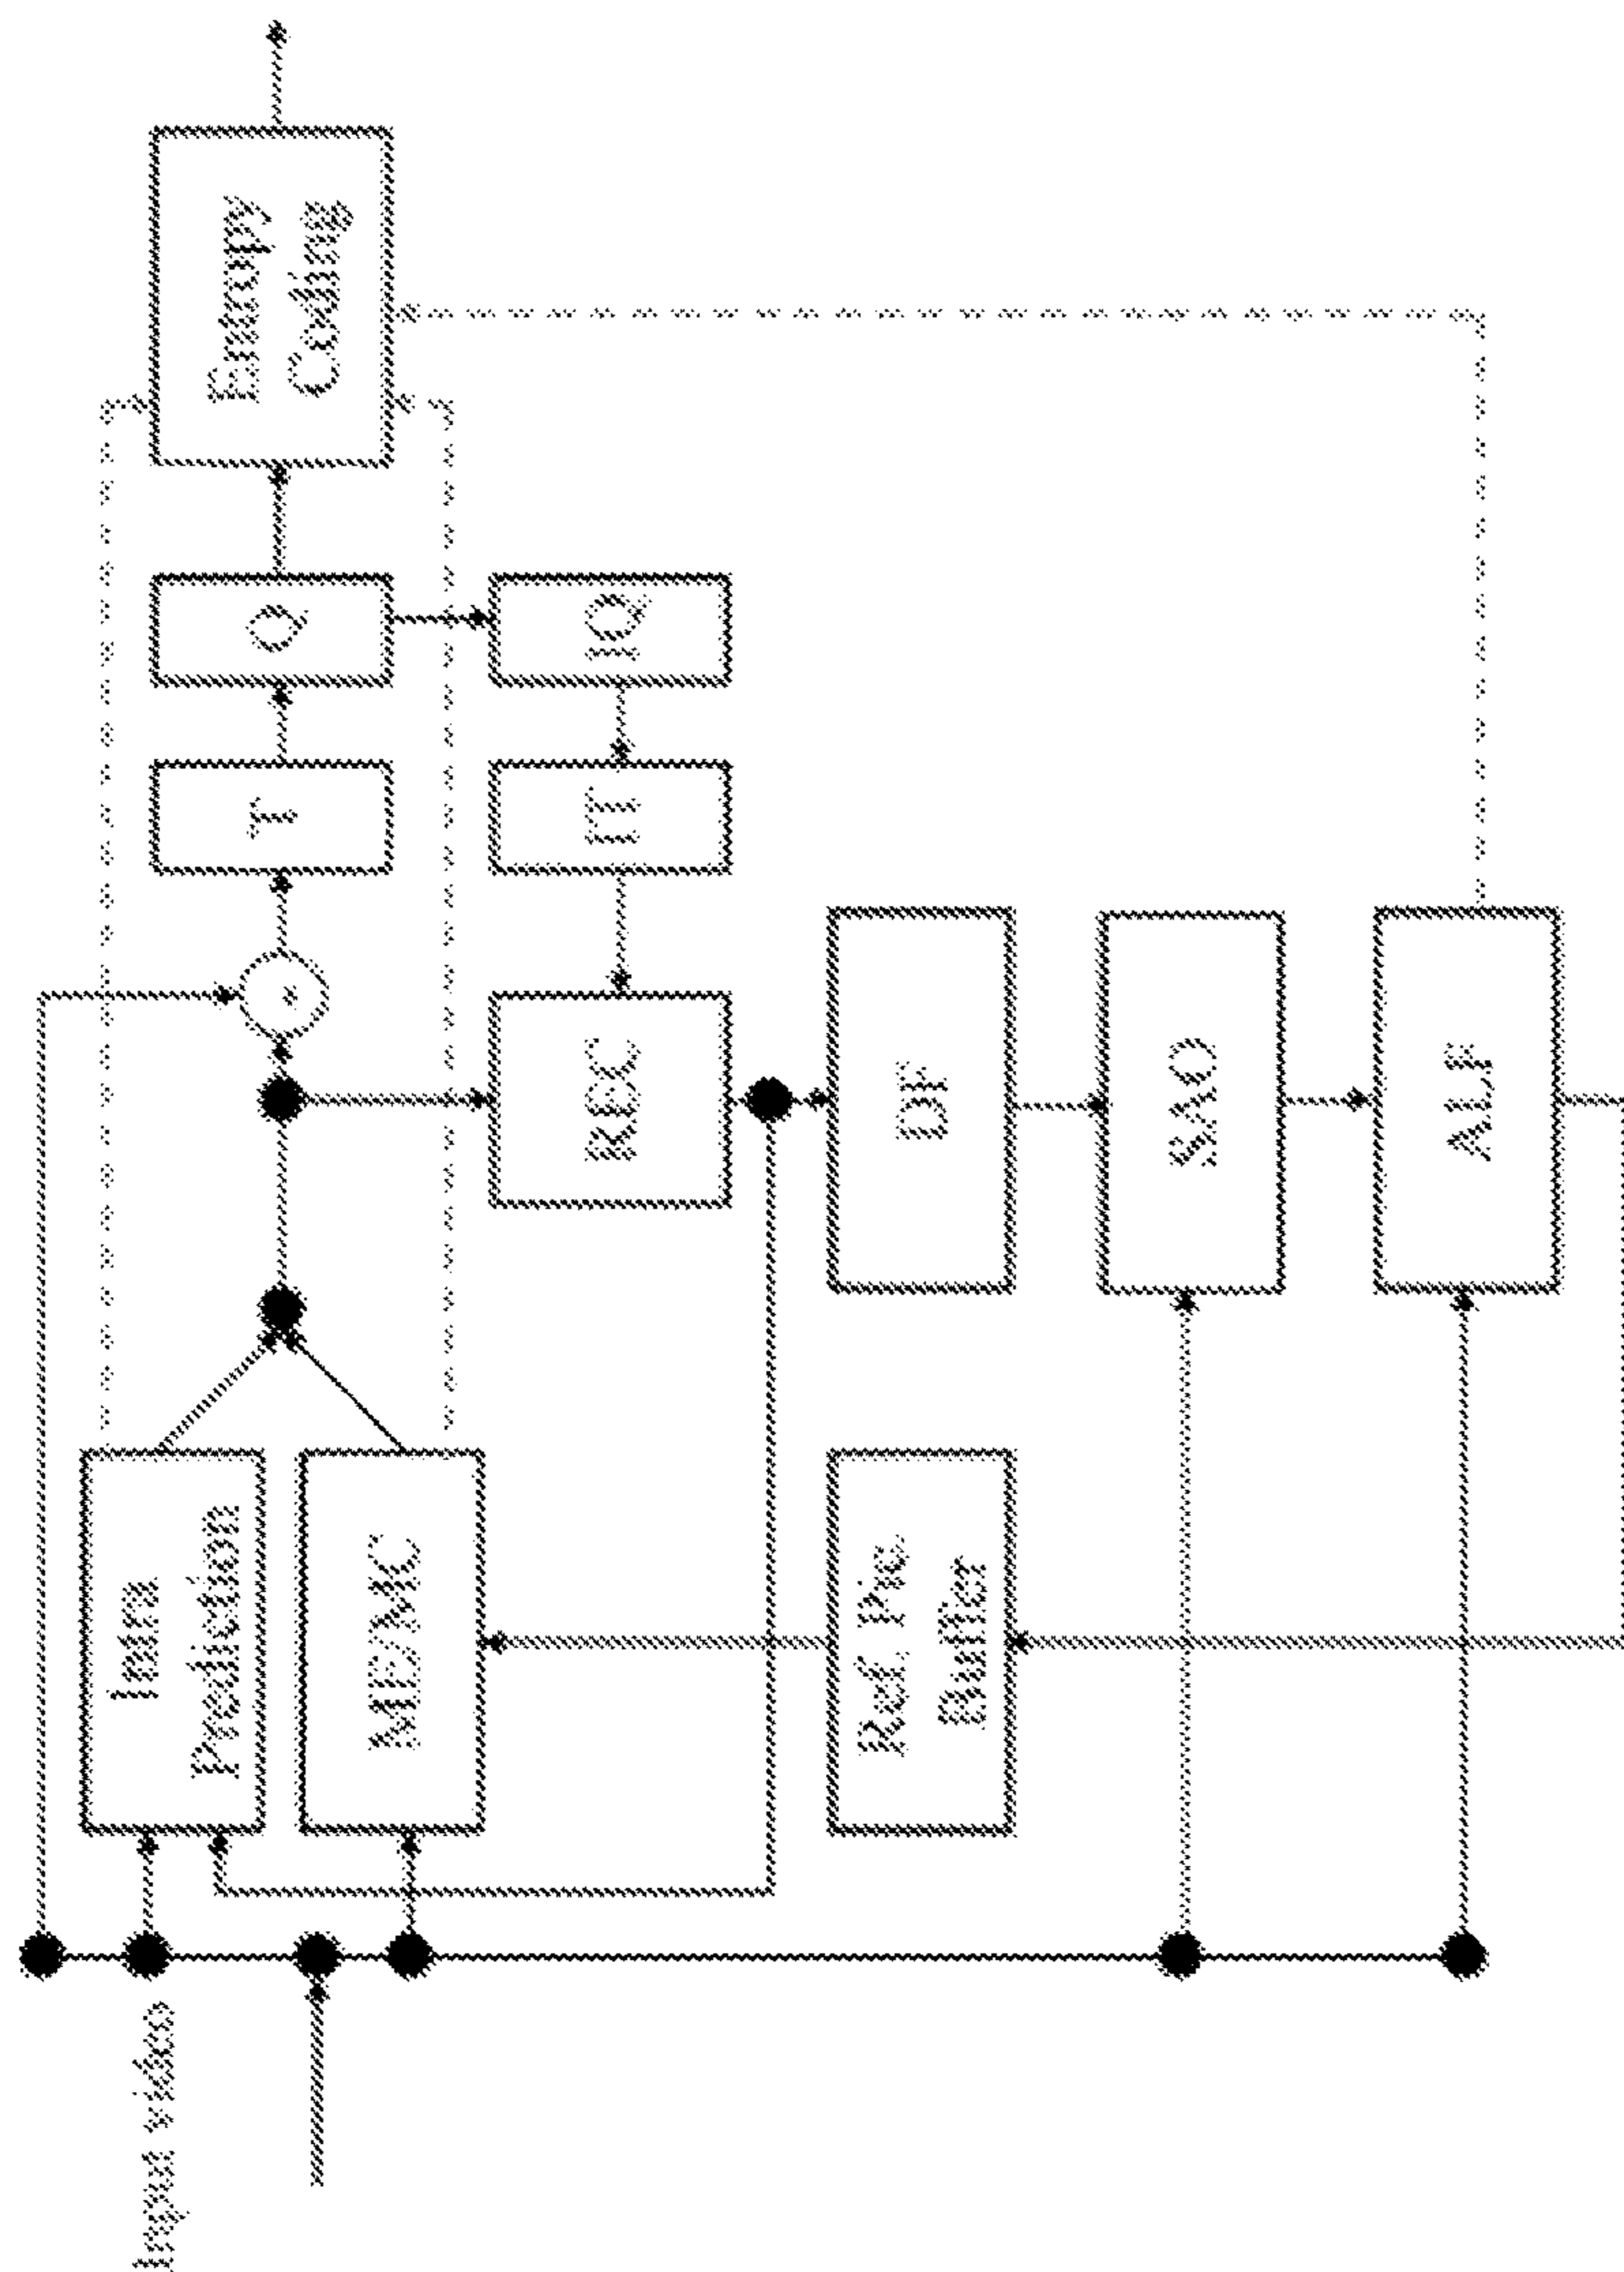 Input video
Intra
Prediction
ME/MC
-
T
Q
Entropy
Coding
REC
IT
IQ
Ref. Pic.
Buffer
DF
SAO
ALF